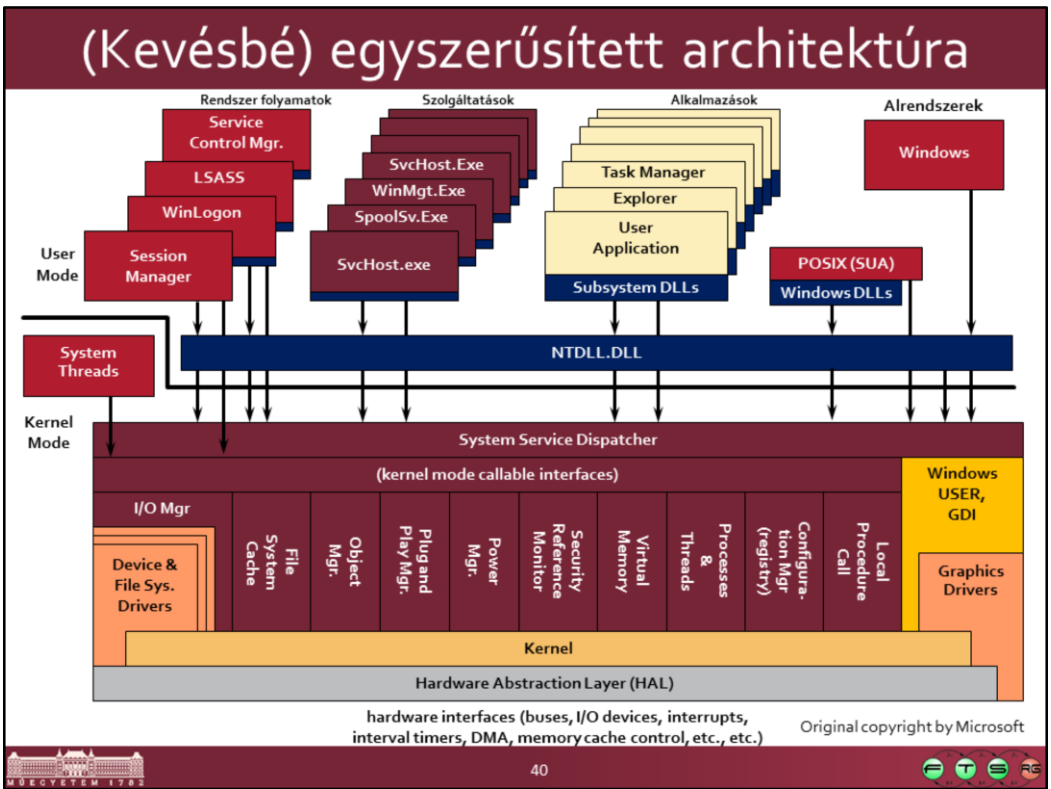 (Kevésbé) egyszerűsített architektúra
Rendszer folyamatok
Szolgáltatások
Alkalmazások
Alrendszerek
Service
Control Mgr.
LSASS
WinLogon
Session
Manager
SvcHost.Exe
WinMgt.Exe
SpoolSv.Exe
SvcHost.exe
Task Manager
Explorer
User
Application
Subsystem DLLs
Windows
POSIX (SUA)
Windows DLLs
User
Mode
NTDLL.DLL
System
Threads
Kernel
Mode
System Service Dispatcher
(kernel mode callable interfaces)
I/O Mgr
Device &
File Sys.
Drivers
File
System
Cache
Object
Mgr.
Plug and
Play Mgr.
Power
Mgr.
Security
Reference
Monitor
Virtual
Memory
Processes
&
Threads
Configura-
tion Mgr
(registry)
Local
Procedure
Call
Windows
USER,
GDI
Graphics
Drivers
Kernel
Hardware Abstraction Layer (HAL)
hardware interfaces (buses, I/O devices, interrupts,
interval timers, DMA, memory cache control, etc., etc.)
Original copyright by Microsoft
MŰEGYETEM 1782
40
F T S RG